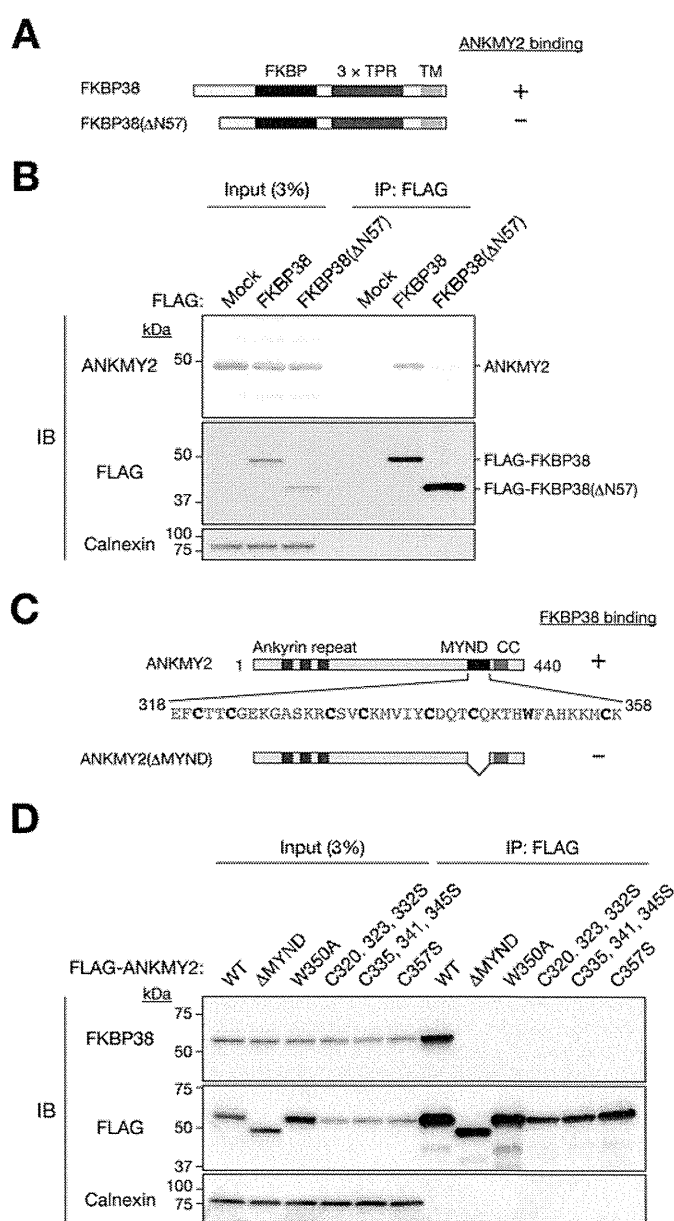 A
ANKMY2 binding
FKBP 3 × TPR TM
FKBP38 +
FKBP38(ΔN57) −
B
Input (3%) IP: FLAG
FLAG: Mock FKBP38 FKBP38(ΔN57) Mock FKBP38 FKBP38(ΔN57)
kDa
IB
ANKMY2 50 ANKMY2
FLAG 50 FLAG-FKBP38
37 FLAG-FKBP38(ΔN57)
Calnexin 100
75
C
FKBP38 binding
Ankyrin repeat MYND CC
ANKMY2 1 440 +
318 EFCTTCGEKGASKRCSVCKMVIYCDQTCQKTHWFAHKKMCK 358
ANKMY2(ΔMYND) −
D
Input (3%) IP: FLAG
FLAG-ANKMY2: WT ΔMYND W350A C320, 323, 332S C335, 341, 345S C357S WT ΔMYND W350A C320, 323, 332S C335, 341, 345S C357S
kDa
IB
FKBP38 75
50
FLAG 75
50
37
Calnexin 100
75